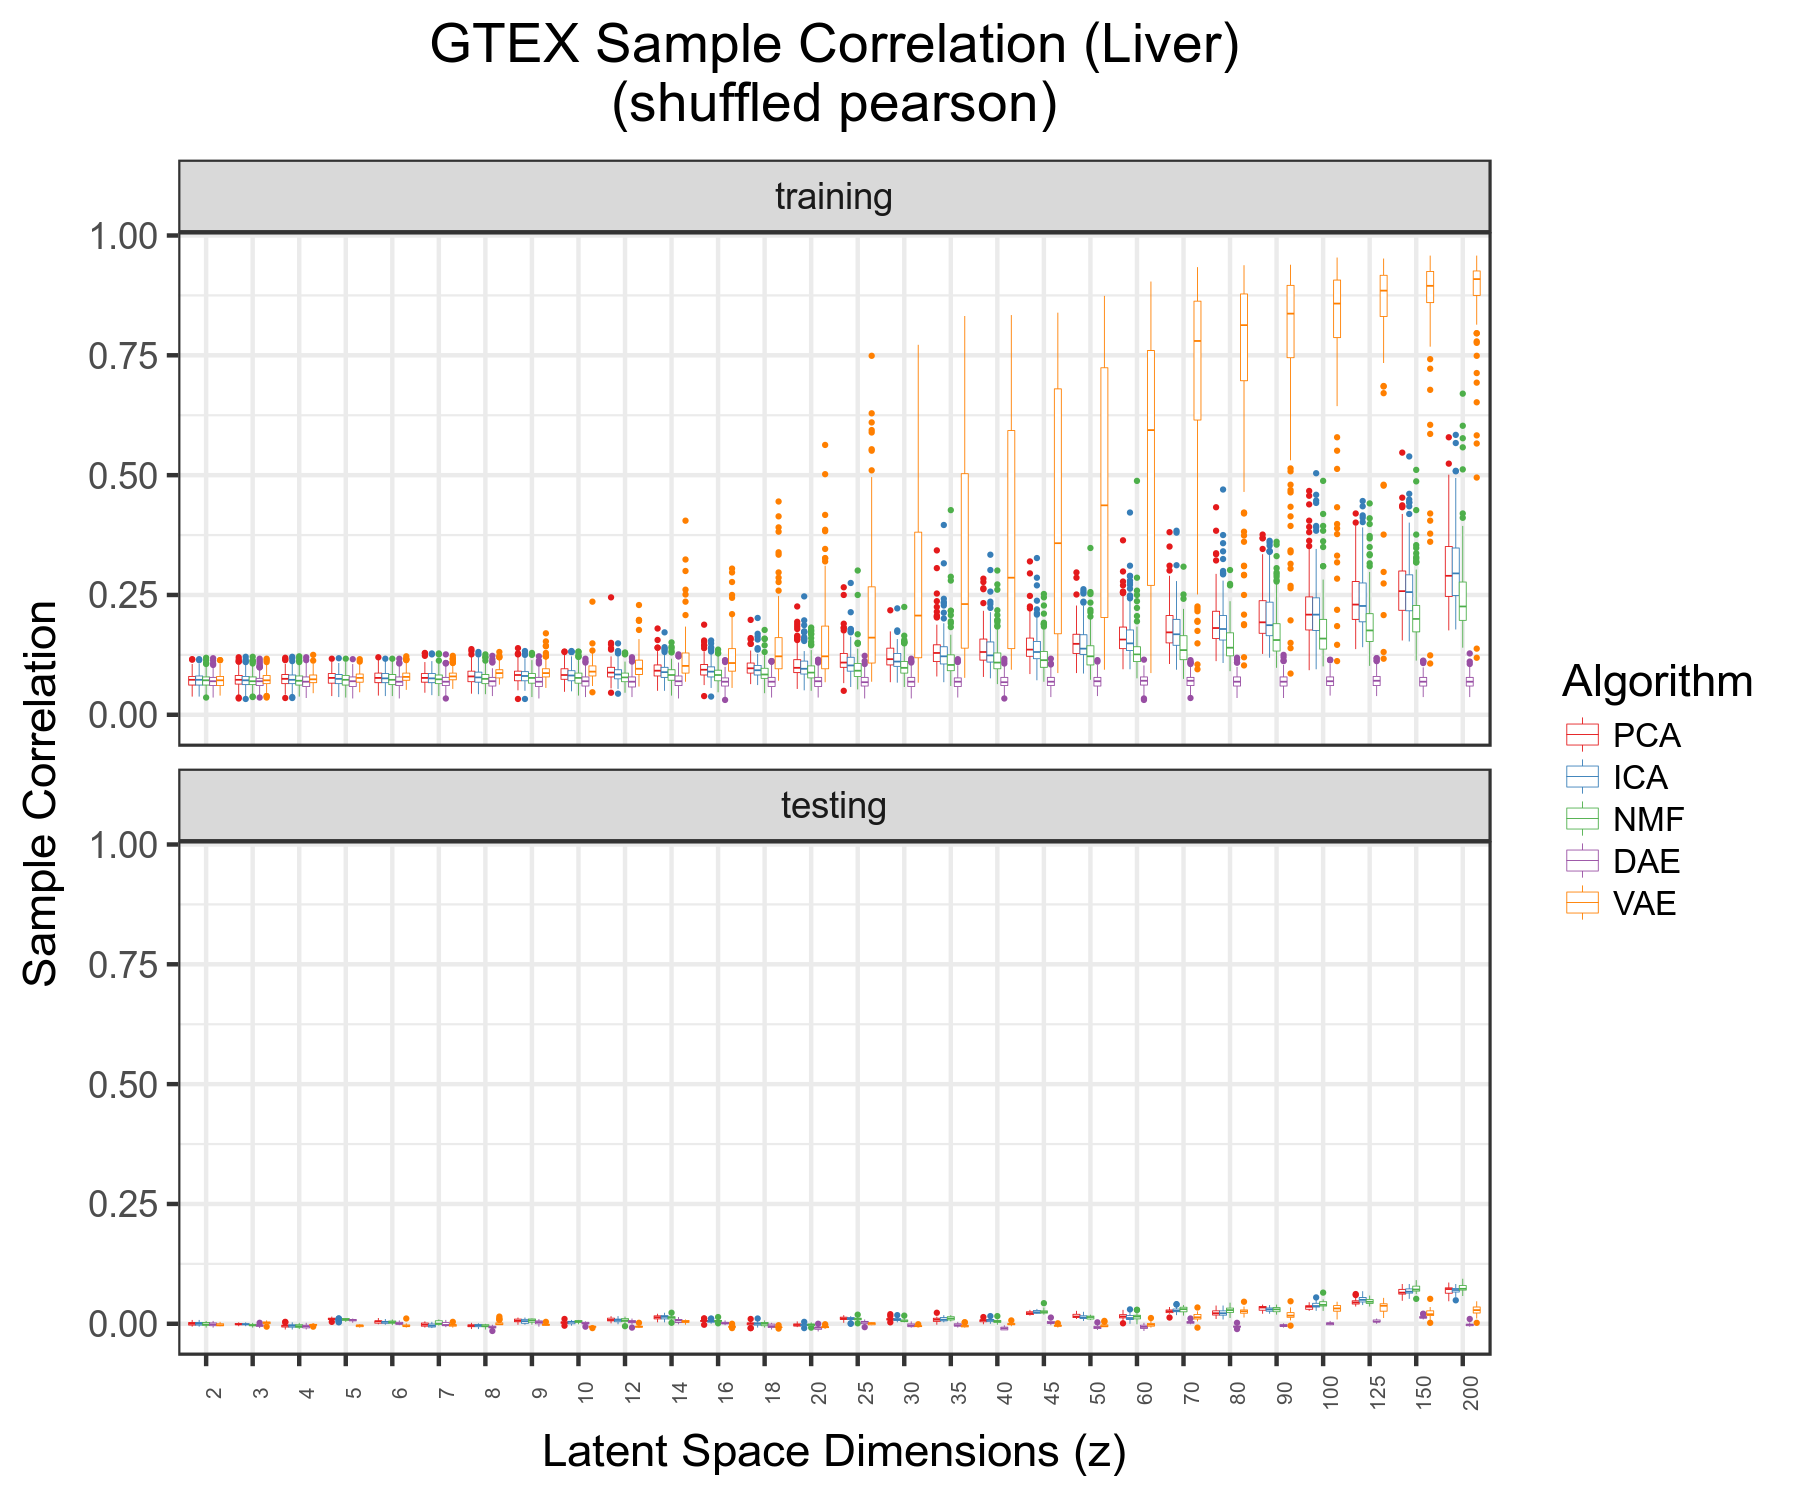 GTEX Sample Correlation (Liver)
(shuffled pearson)
training
1.00
0.75
0.50
0.25
0.00
testing
1.00
0.75
0.50
0.25
0.00
Sample Correlation
2 3 4 5 6 7 8 9 10 12 14 16 18 20 25 30 35 40 45 50 60 70 80 90 100 125 150 200
Latent Space Dimensions (z)
Algorithm
PCA
ICA
NMF
DAE
VAE